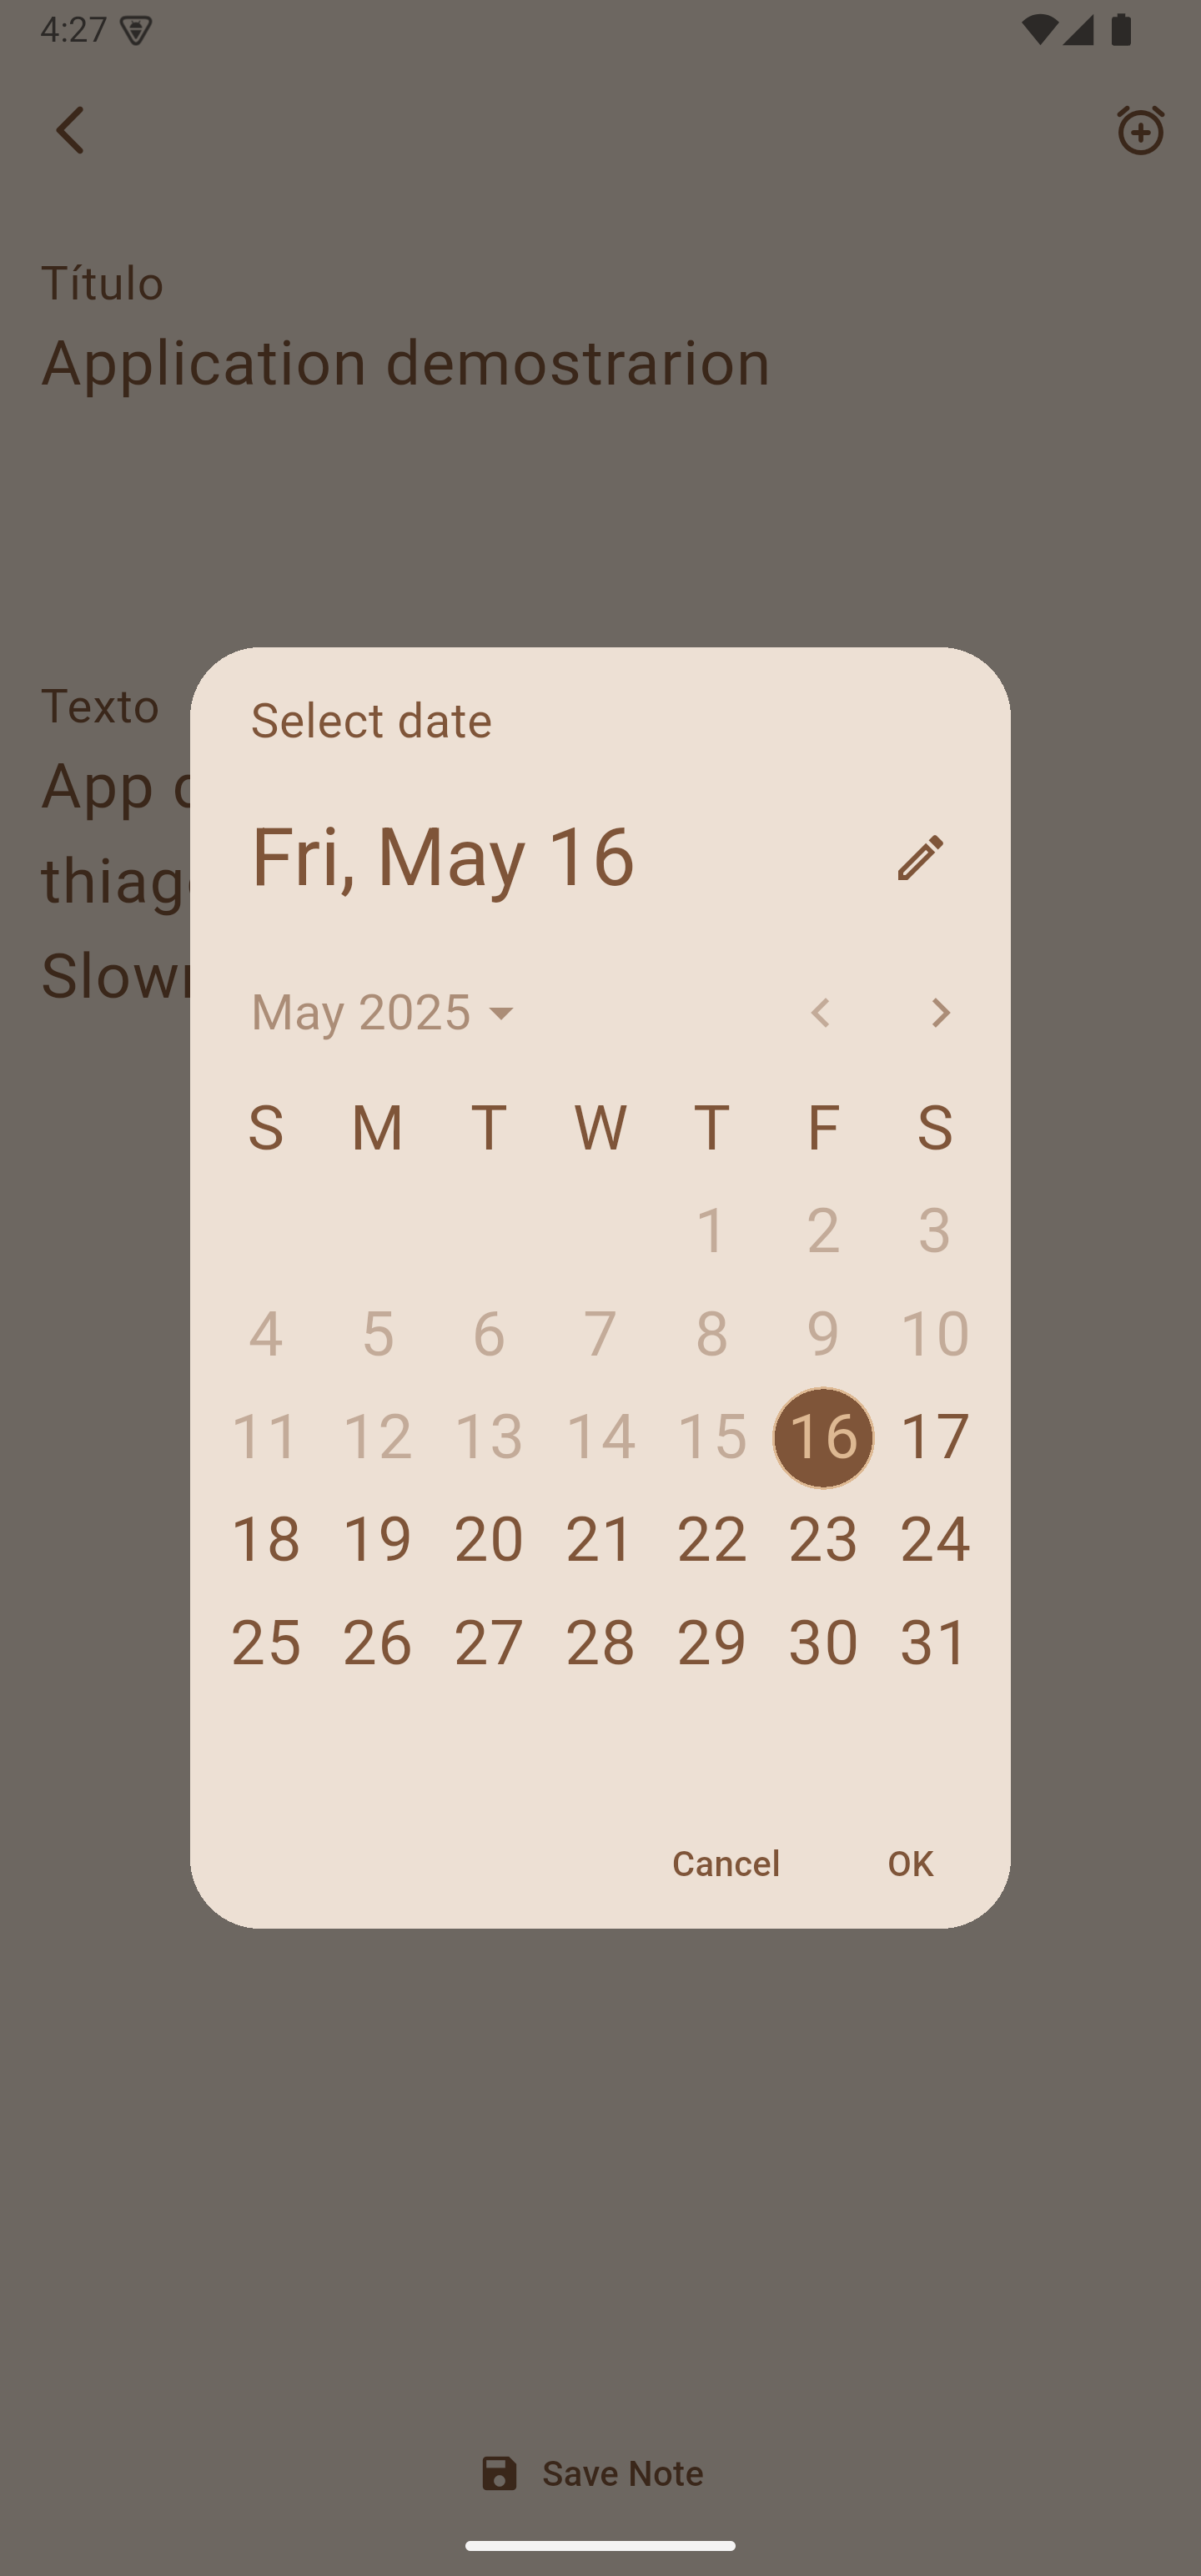 4:27
Título
Application demostrarion
Texto
App
Select date
Fri, May 16
May 2025
S M T W T F S
1 2 3
4 5 6 7 8 9 10
11 12 13 14 15 16 17
18 19 20 21 22 23 24
25 26 27 28 29 30 31
Cancel OK
Save Note